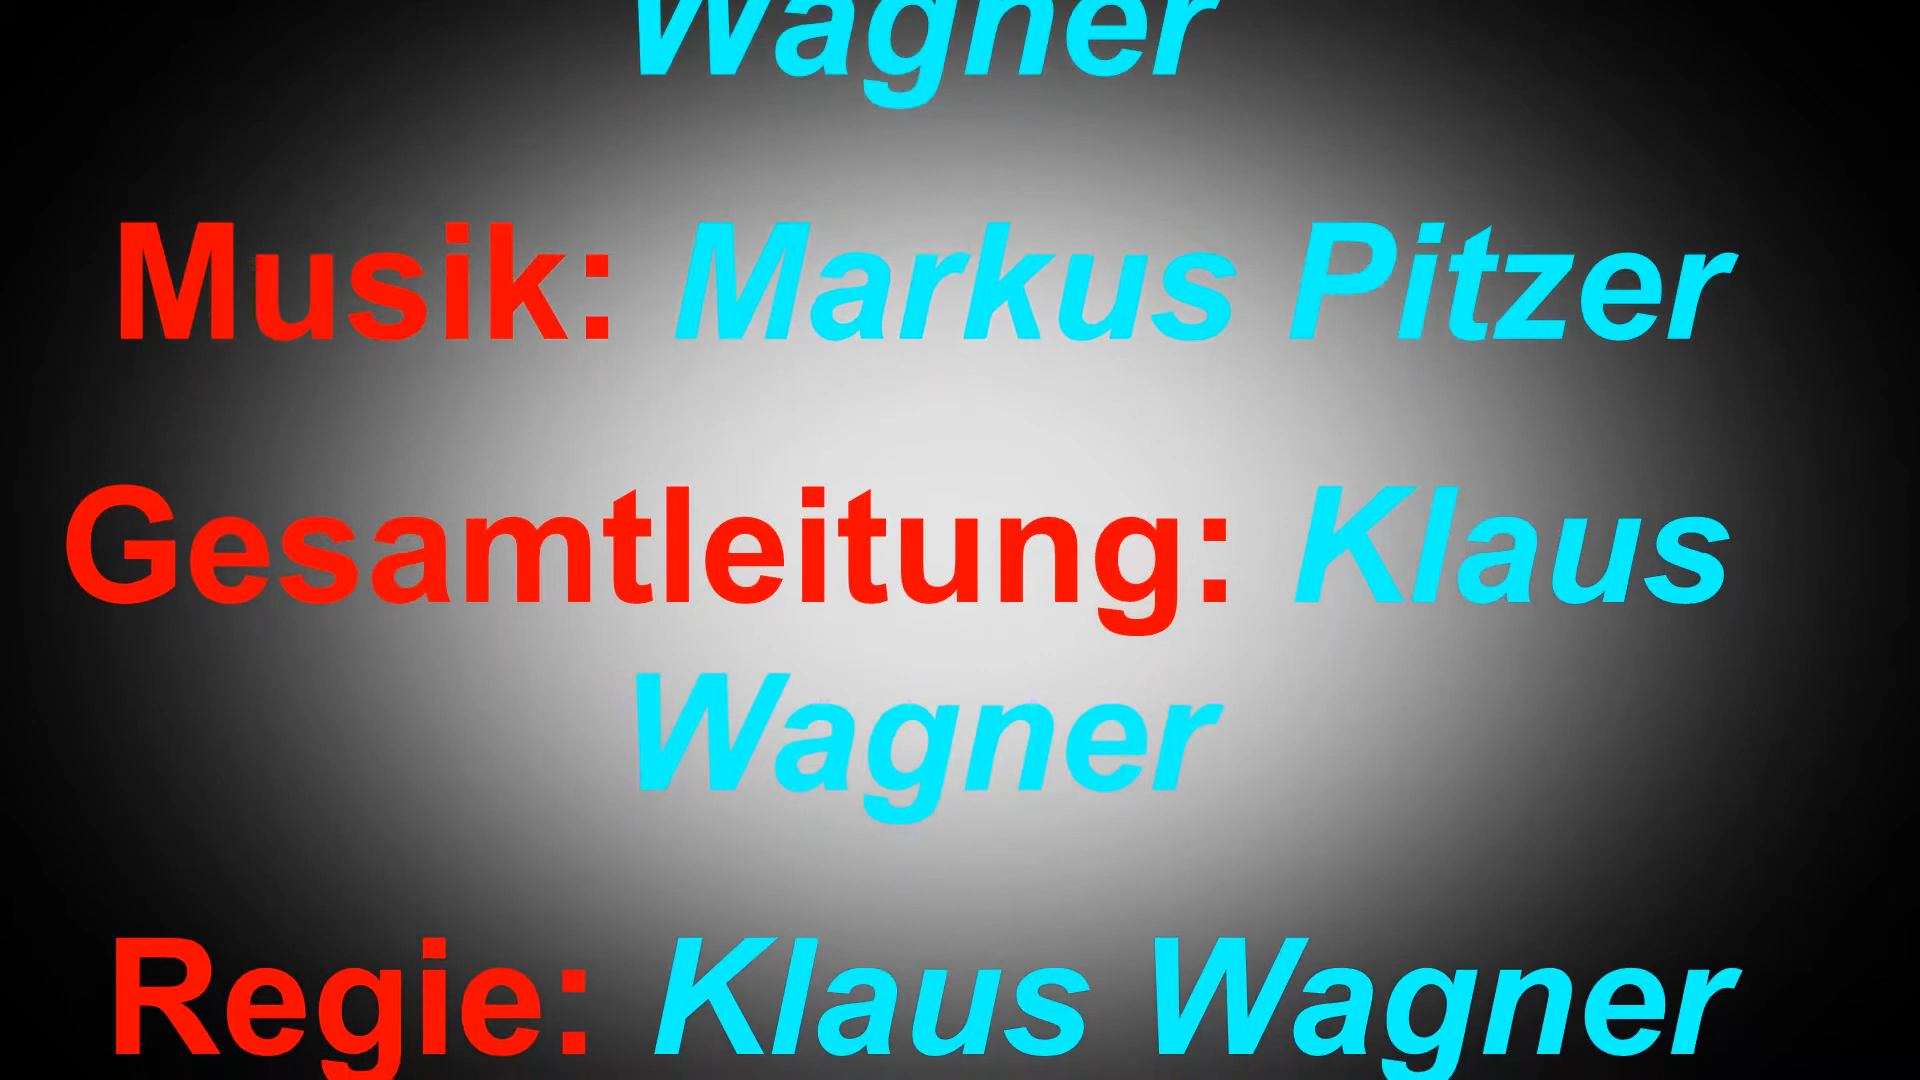 Wagner
Musik: Markus Pitzer
Gesamtleitung: Klaus
Wagner
Regie: Klaus Wagner